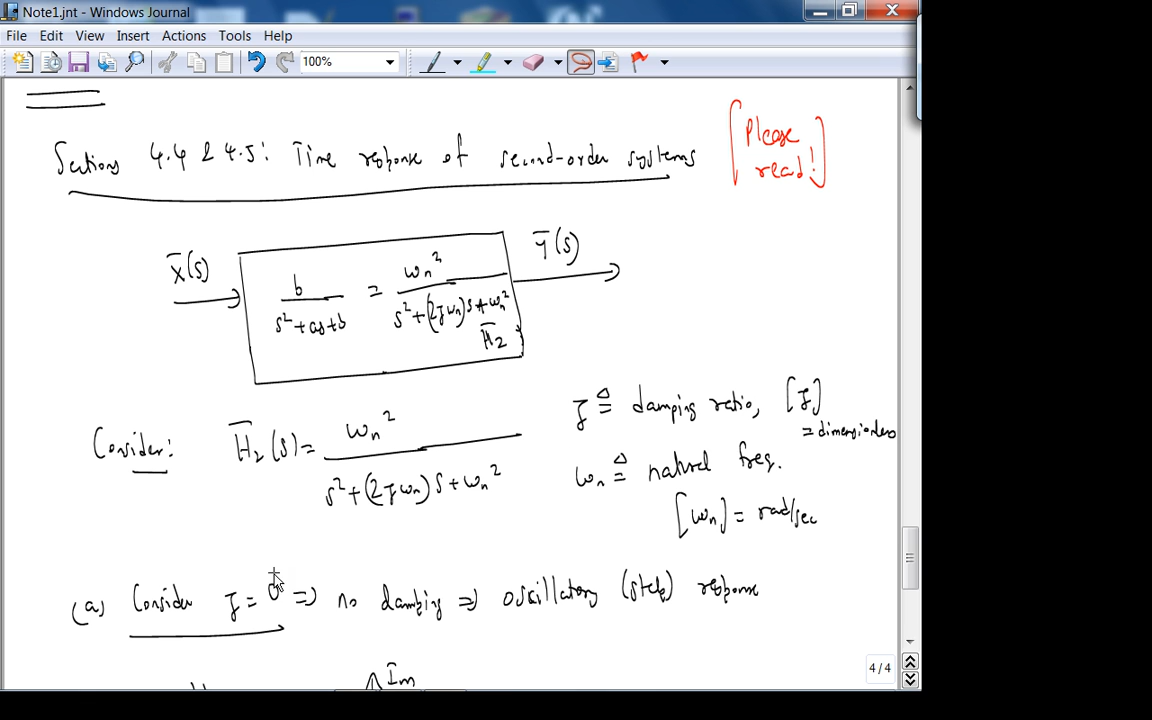 Note1.jnt - Windows Journal
File Edit View Insert Actions Tools Help
100%
Sections 4.4 & 4.5: Time response of second-order systems
[Please read!]
X̄(s)
b / (s² + as + b) = ωn² / (s² + (2ζωn)s + ωn²)
H̄2
Ȳ(s)
Consider: H̄2(s) = ωn² / (s² + (2ζωn)s + ωn²)
ζ ≜ damping ratio, [ζ]
= dimensionless
ωn ≜ natural freq.
[ωn] = rad/sec
(a) Consider ζ = 0 => no damping => oscillatory (step) response
Im
4 / 4